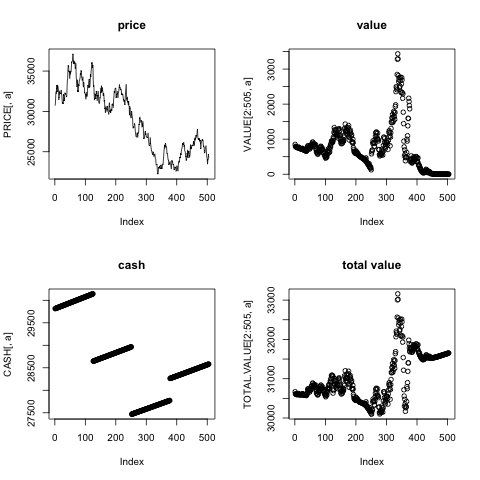 price
PRICE[, a]
25000 30000 35000
0 100 200 300 400 500
Index
value
VALUE[2:505, a]
0 1000 2000 3000
0 100 200 300 400 500
Index
cash
CASH[, a]
27500 28500 29500
0 100 200 300 400 500
Index
total value
TOTAL.VALUE[2:505, a]
30000 31000 32000 33000
0 100 200 300 400 500
Index